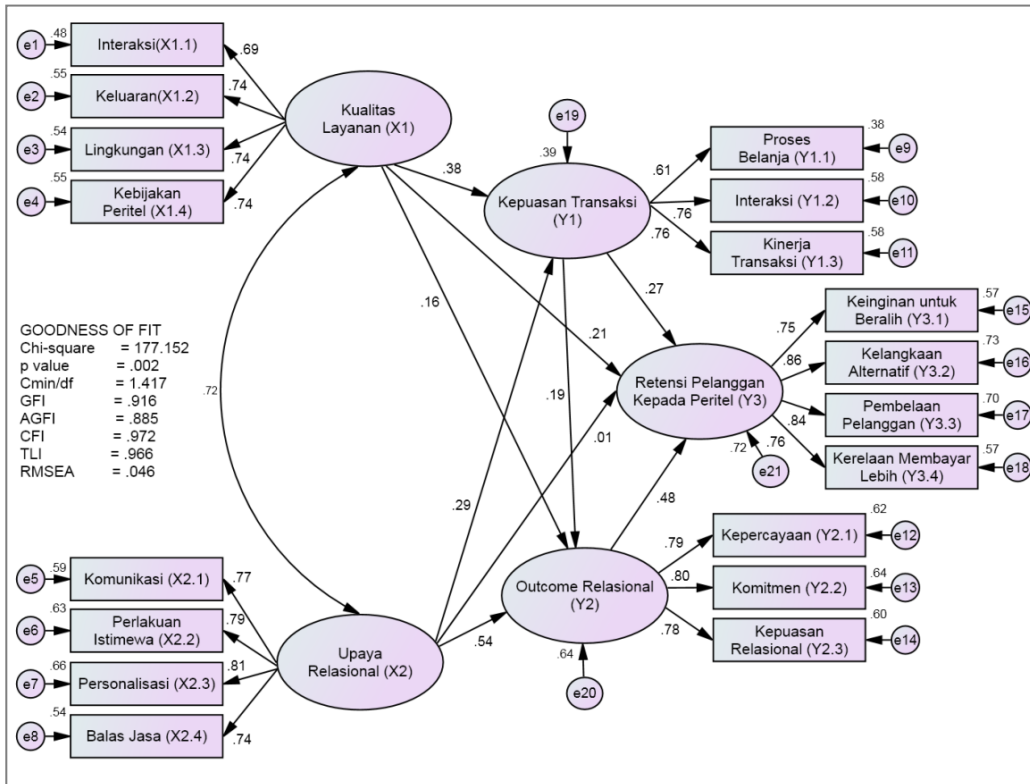 e1
.48
Interaksi(X1.1)
.69
e2
.55
Keluaran(X1.2)
.74
e3
.54
Lingkungan (X1.3)
.74
e4
.55
Kebijakan
Peritel (X1.4)
.74
Kualitas
Layanan (X1)
e19
.39
Kepuasan Transaksi
(Y1)
.38
.61
Proses
Belanja (Y1.1)
.38
e9
.76
Interaksi (Y1.2)
.58
e10
.76
Kinerja
Transaksi (Y1.3)
.58
e11
.27
.16
.21
GOODNESS OF FIT
Chi-square = 177.152
p value = .002
Cmin/df = 1.417
GFI = .916
AGFI = .885
CFI = .972
TLI = .966
RMSEA = .046
.72
.19
.01
.29
.48
Retensi Pelanggan
Kepada Peritel (Y3)
.72
e21
.75
Keinginan untuk
Beralih (Y3.1)
.57
e15
.86
Kelangkaan
Alternatif (Y3.2)
.73
e16
.84
Pembelaan
Pelanggan (Y3.3)
.70
e17
.76
Kerelaan Membayar
Lebih (Y3.4)
.57
e18
e5
.59
Komunikasi (X2.1)
.77
e6
.63
Perlakuan
Istimewa (X2.2)
.79
e7
.66
Personalisasi (X2.3)
.81
e8
.54
Balas Jasa (X2.4)
.74
Upaya
Relasional (X2)
.54
Outcome Relasional
(Y2)
.64
e20
.79
Kepercayaan (Y2.1)
.62
e12
.80
Komitmen (Y2.2)
.64
e13
.78
Kepuasan
Relasional (Y2.3)
.60
e14